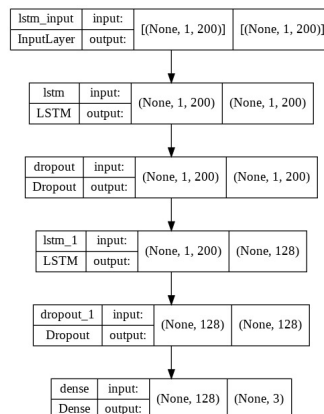 lstm_input input: [(None, 1, 200)] [(None, 1, 200)]
InputLayer output:
lstm input: (None, 1, 200) (None, 1, 200)
LSTM output:
dropout input: (None, 1, 200) (None, 1, 200)
Dropout output:
lstm_1 input: (None, 1, 200) (None, 128)
LSTM output:
dropout_1 input: (None, 128) (None, 128)
Dropout output:
dense input: (None, 128) (None, 3)
Dense output: